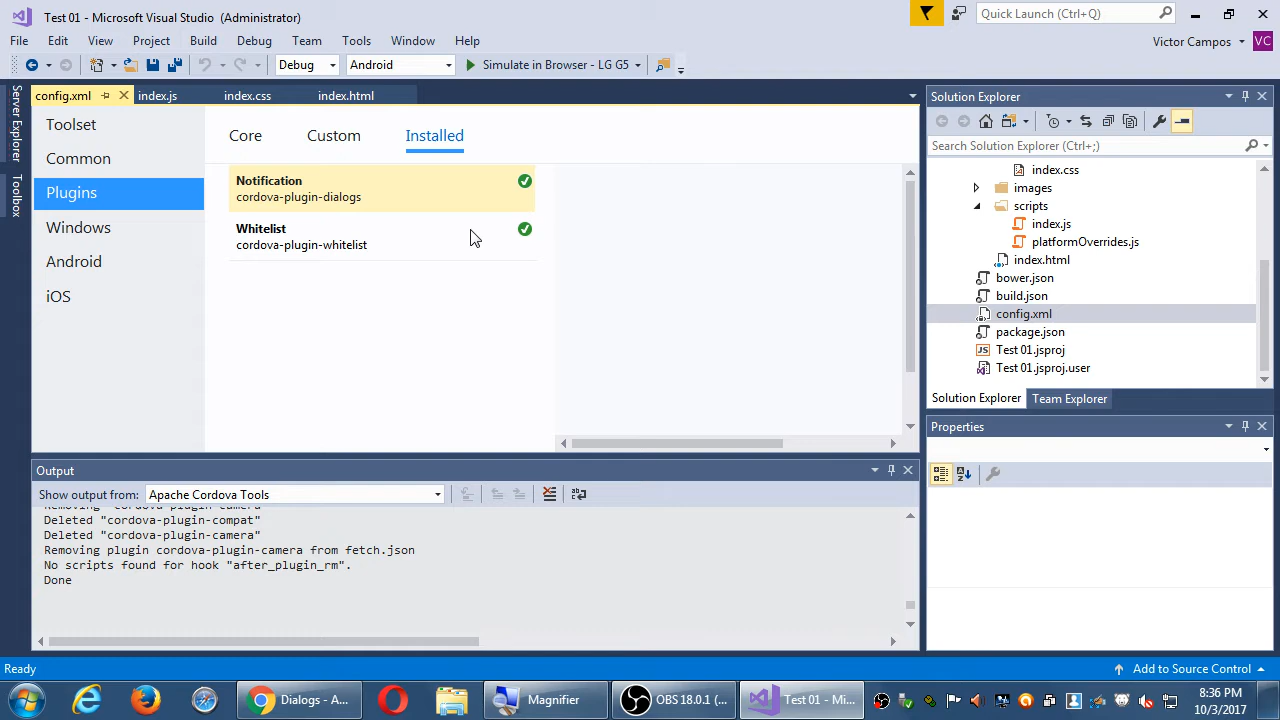 Test 01 - Microsoft Visual Studio (Administrator)
Quick Launch (Ctrl+Q)
File Edit View Project Build Debug Team Tools Window Help
Victor Campos VC
Debug Android Simulate in Browser - LG G5
Server Explorer
Toolbox
config.xml index.js index.css index.html
Toolset
Common
Plugins
Windows
Android
iOS
Core Custom Installed
Notification
cordova-plugin-dialogs
Whitelist
cordova-plugin-whitelist
Solution Explorer
Search Solution Explorer (Ctrl+;)
index.css
images
scripts
index.js
platformOverrides.js
index.html
bower.json
build.json
config.xml
package.json
JS Test 01.jsproj
Test 01.jsproj.user
Solution Explorer Team Explorer
Properties
Output
Show output from: Apache Cordova Tools
Removing "cordova-plugin-camera"
Deleted "cordova-plugin-compat"
Deleted "cordova-plugin-camera"
Removing plugin cordova-plugin-camera from fetch.json
No scripts found for hook "after_plugin_rm".
Done
Ready
Add to Source Control
Dialogs - A...
Magnifier
OBS 18.0.1 (...
Test 01 - Mi...
8:36 PM
10/3/2017